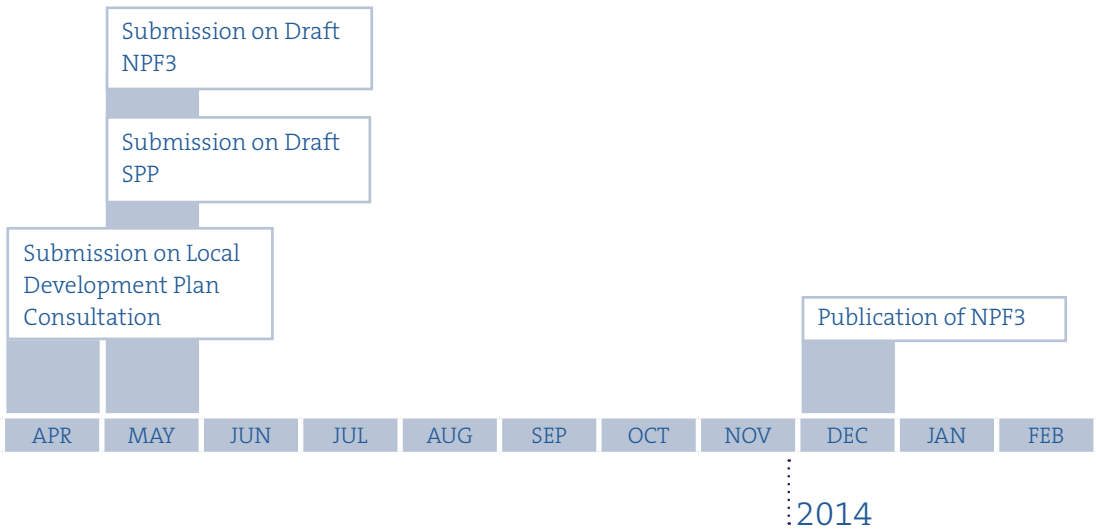 Submission on Draft
NPF3
Submission on Draft
SPP
Submission on Local
Development Plan
Consultation
Publication of NPF3
APR MAY JUN JUL AUG SEP OCT NOV DEC JAN FEB
2014